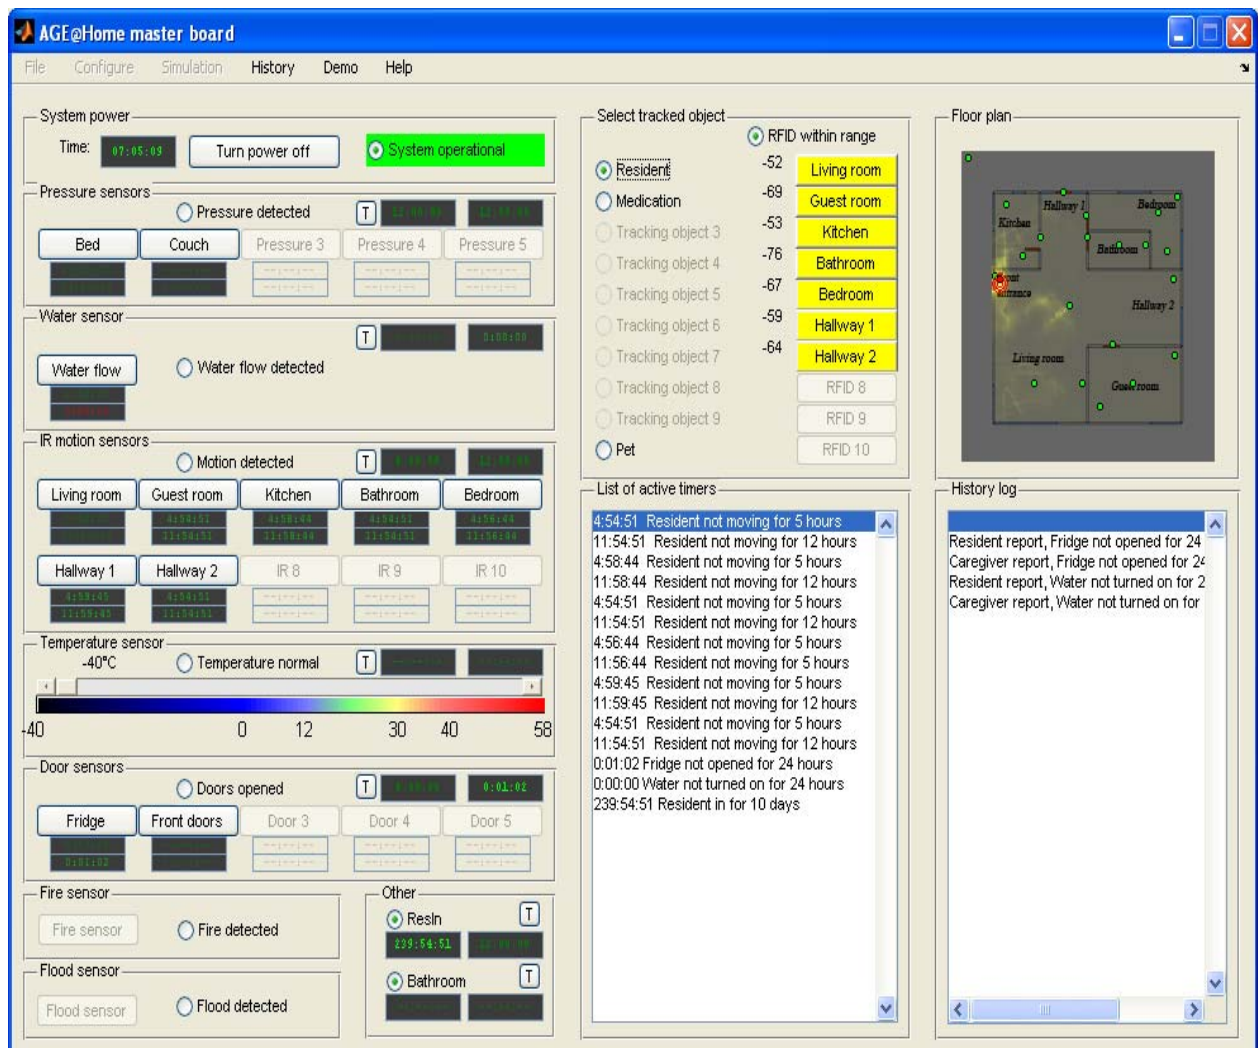 AGE@Home master board
File Configure Simulation History Demo Help
System power
Time: 07:05:09 Turn power off System operational
Pressure sensors
Pressure detected T
Bed Couch Pressure 3 Pressure 4 Pressure 5
Water sensor
T 0:00:00
Water flow Water flow detected
IR motion sensors
Motion detected T
Living room Guest room Kitchen Bathroom Bedroom
4:54:51 4:58:44 4:54:51 4:56:44
11:54:51 11:58:44 11:54:51 11:56:44
Hallway 1 Hallway 2 IR 8 IR 9 IR 10
4:59:45 4:54:51
11:59:45 11:54:51
Temperature sensor
-40°C Temperature normal T
-40 0 12 30 40 58
Door sensors
Doors opened T 0:01:02
Fridge Front doors Door 3 Door 4 Door 5
0:01:02
Fire sensor
Fire sensor Fire detected
Flood sensor
Flood sensor Flood detected
Other
ResIn T
239:54:51
Bathroom T
Select tracked object
RFID within range
Resident -52 Living room
Medication -69 Guest room
Tracking object 3 -53 Kitchen
Tracking object 4 -76 Bathroom
Tracking object 5 -67 Bedroom
Tracking object 6 -59 Hallway 1
Tracking object 7 -64 Hallway 2
Tracking object 8 RFID 8
Tracking object 9 RFID 9
Pet RFID 10
List of active timers
4:54:51 Resident not moving for 5 hours
11:54:51 Resident not moving for 12 hours
4:58:44 Resident not moving for 5 hours
11:58:44 Resident not moving for 12 hours
4:54:51 Resident not moving for 5 hours
11:54:51 Resident not moving for 12 hours
4:56:44 Resident not moving for 5 hours
11:56:44 Resident not moving for 5 hours
4:59:45 Resident not moving for 5 hours
11:59:45 Resident not moving for 12 hours
4:54:51 Resident not moving for 5 hours
11:54:51 Resident not moving for 12 hours
0:01:02 Fridge not opened for 24 hours
0:00:00 Water not turned on for 24 hours
239:54:51 Resident in for 10 days
Floor plan
Hallway 1 Bedroom
Kitchen
Bathroom
Front
entrance
Hallway 2
Living room
Guest room
History log
Resident report, Fridge not opened for 24
Caregiver report, Fridge not opened for 24
Resident report, Water not turned on for 2
Caregiver report, Water not turned on for